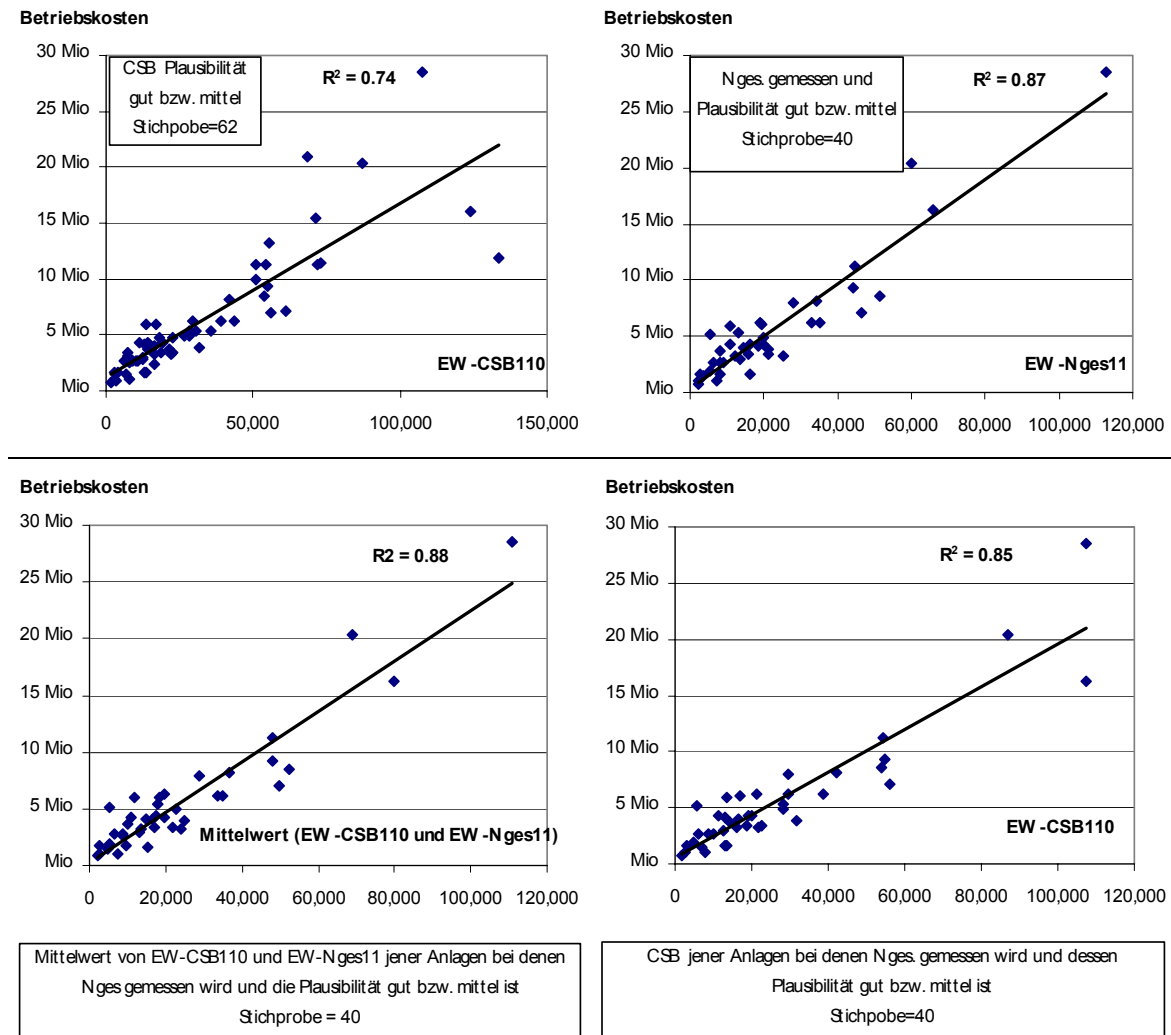 Betriebskosten
30 Mio
25 Mio
20 Mio
15 Mio
10 Mio
5 Mio
Mio
CSB Plausibilität
gut bzw. mittel
Stichpobe=62
R² = 0.74
EW -CSB110
0
50,000
100,000
150,000
Betriebskosten
30 Mio
25 Mio
20 Mio
15 Mio
10 Mio
5 Mio
Mio
Nges. gemessen und
Plausibilität gut bzw. mittel
Stichprobe=40
R² = 0.87
EW -Nges11
0
20,000
40,000
60,000
80,000
100,000
120,000
Betriebskosten
30 Mio
25 Mio
20 Mio
15 Mio
10 Mio
5 Mio
Mio
R2 = 0.88
Mittelwert (EW -CSB110 und EW -Nges11)
0
20,000
40,000
60,000
80,000
100,000
120,000
Mittelwert von EW-CSB110 und EW-Nges11 jener Anlagen bei denen
Nges gemessen wird und die Plausibilität gut bzw. mittel ist
Stichprobe = 40
Betriebskosten
30 Mio
25 Mio
20 Mio
15 Mio
10 Mio
5 Mio
Mio
R² = 0.85
EW -CSB110
0
20,000
40,000
60,000
80,000
100,000
120,000
CSB jener Anlagen bei denen Nges. gemessen wird und dessen
Plausibilität gut bzw. mittel ist
Stichpobe=40